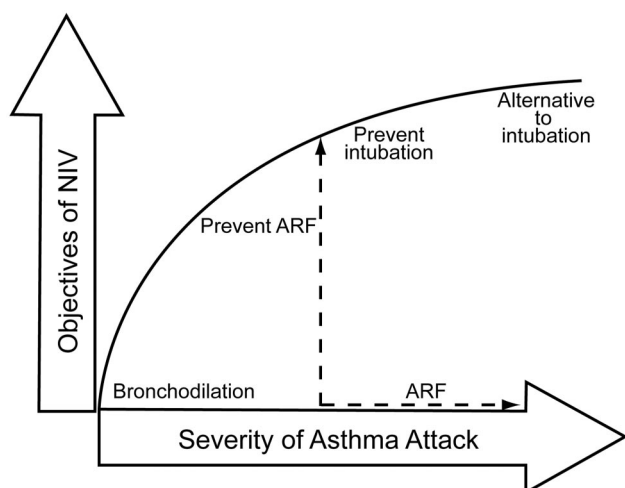 Objectives of NIV
Alternative
to
intubation
Prevent
intubation
Prevent ARF
Bronchodilation
ARF
Severity of Asthma Attack